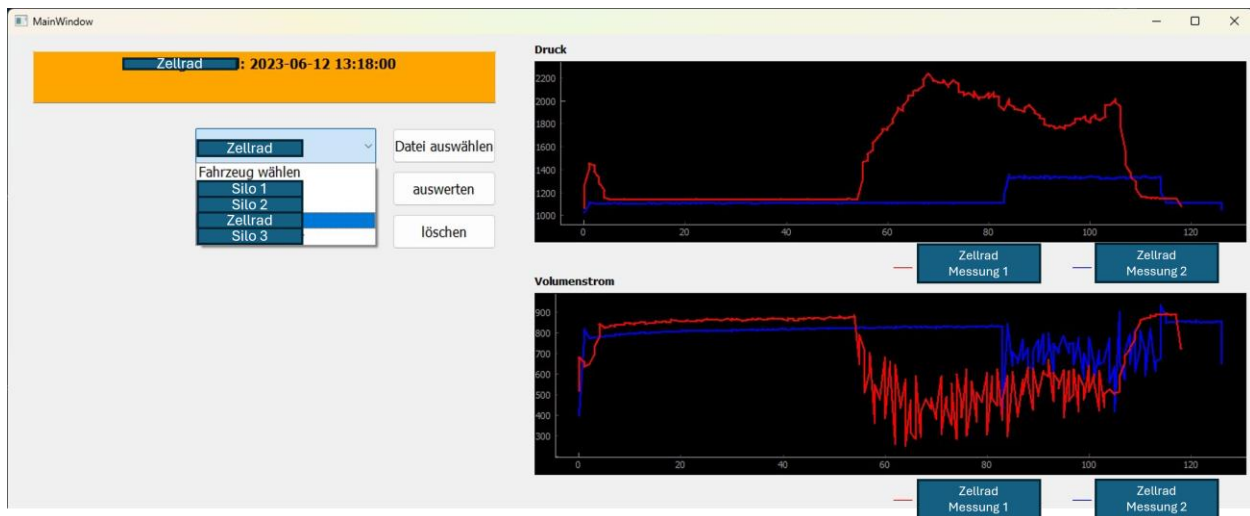 MainWindow
Zellrad : 2023-06-12 13:18:00
Zellrad
Datei auswählen
Fahrzeug wählen
Silo 1
Silo 2
Zellrad
Silo 3
auswerten
löschen
Druck
2200
2000
1800
1600
1400
1200
1000
0 20 40 60 80 100 120
Zellrad
Messung 1
Zellrad
Messung 2
Volumenstrom
900
800
700
600
500
400
300
0 20 40 60 80 100 120
Zellrad
Messung 1
Zellrad
Messung 2